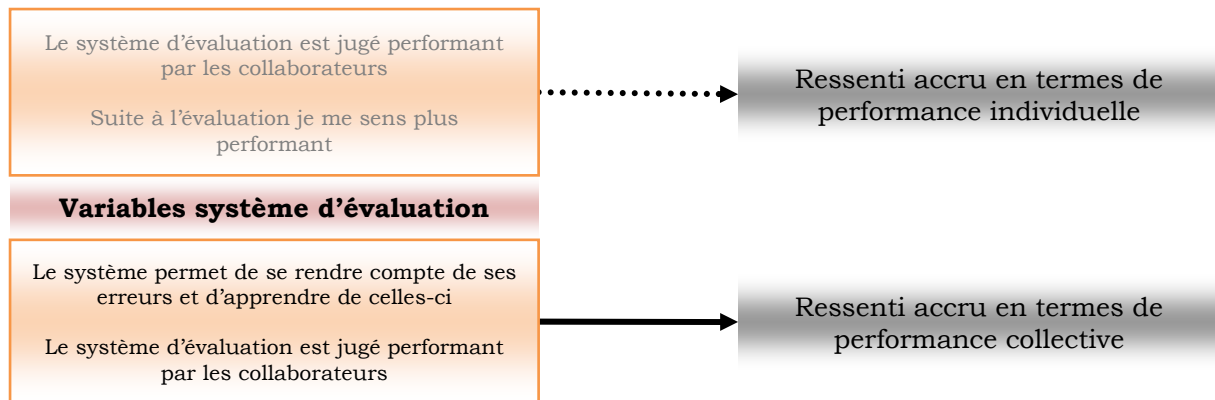 Le système d'évaluation est jugé performant
par les collaborateurs
Suite à l'évaluation je me sens plus
performant
Ressenti accru en termes de
performance individuelle
Variables système d'évaluation
Le système permet de se rendre compte de ses
erreurs et d'apprendre de celles-ci
Le système d'évaluation est jugé performant
par les collaborateurs
Ressenti accru en termes de
performance collective